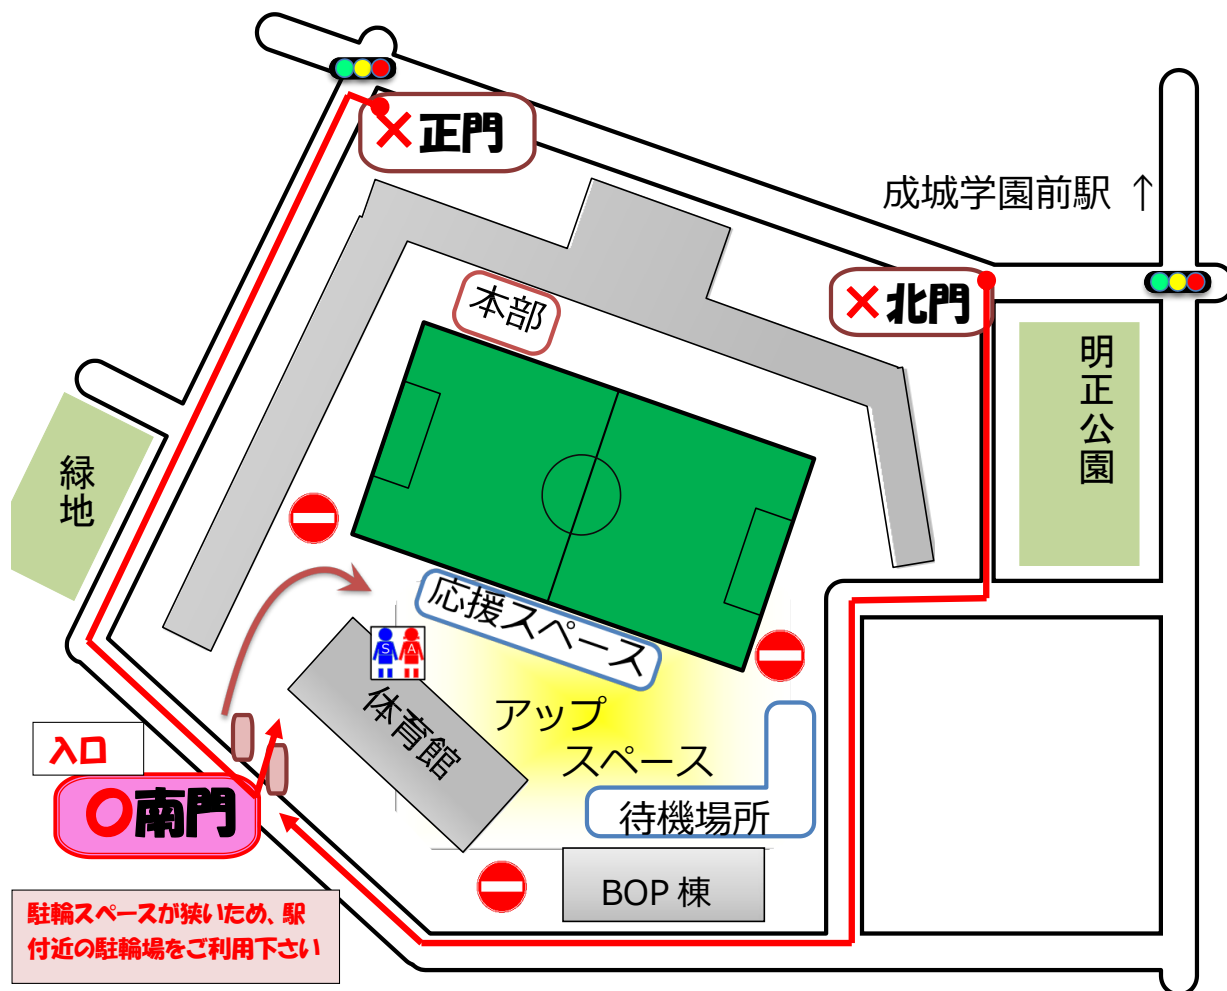 ×正門
成城学園前駅 ↑
×北門
本部
明正公園
緑地
応援スペース
S A
体育館
アップ
スペース
入口
〇南門
待機場所
BOP 棟
駐輪スペースが狭いため、駅
付近の駐輪場をご利用下さい